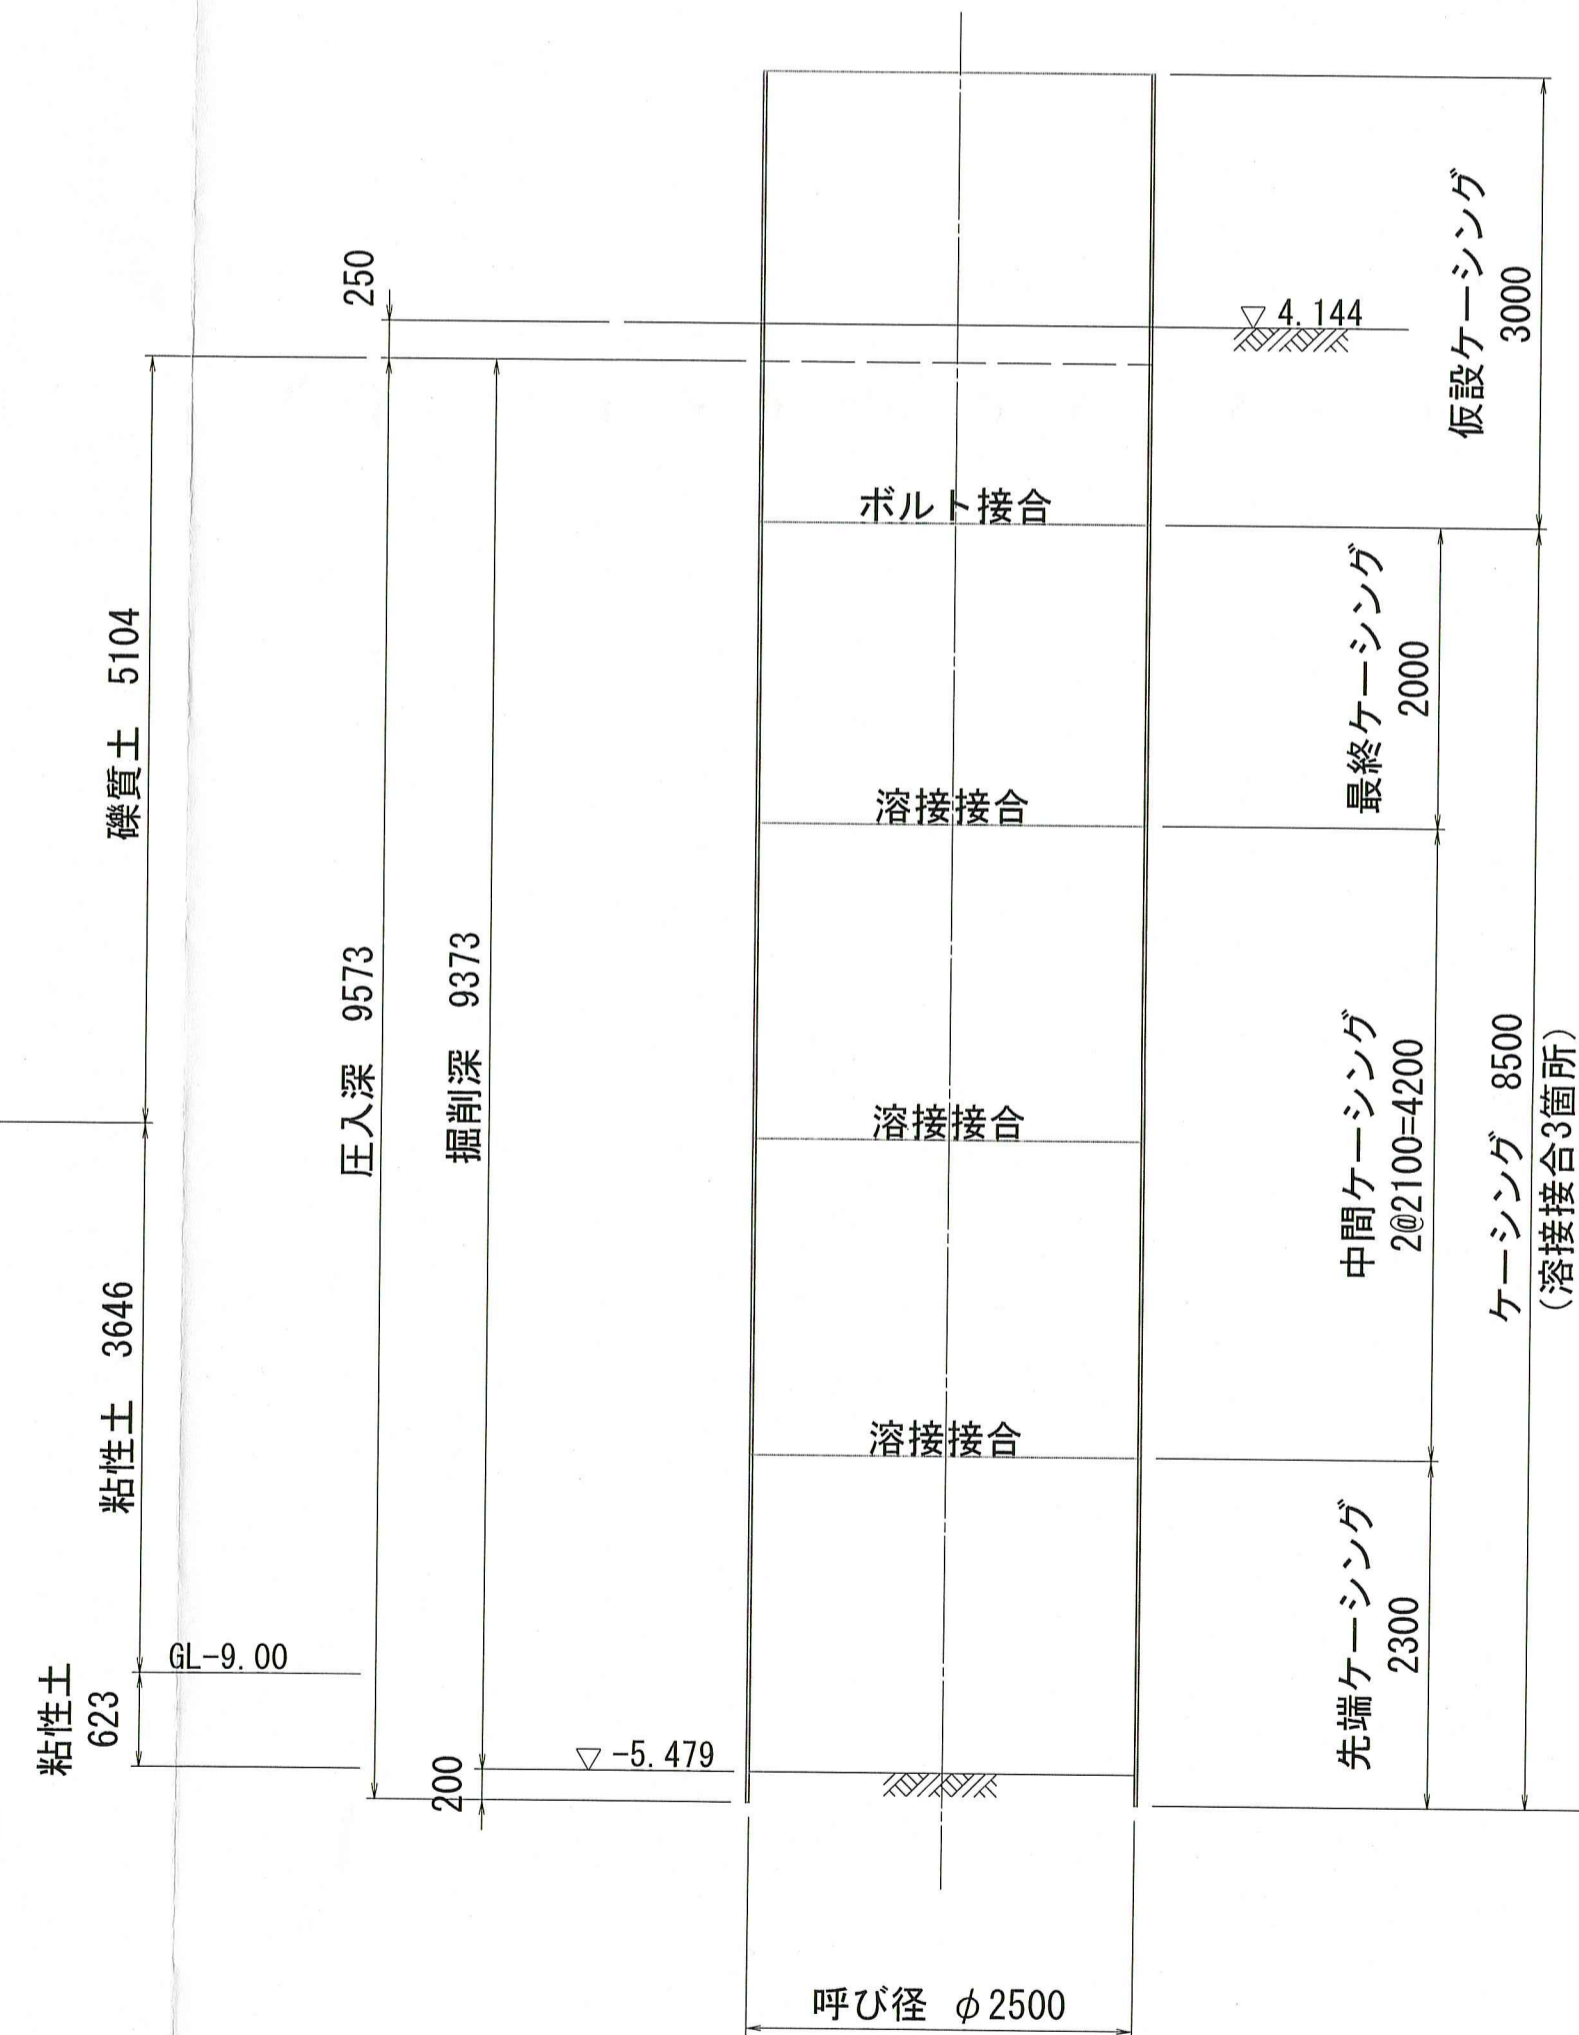 250
4.144
仮設ケーシング
3000
ボルト接合
礫質土 5104
最終ケーシング
2000
溶接接合
圧入深 9573
掘削深 9373
溶接接合
中間ケーシング
2@2100=4200
ケーシング 8500
(溶接接合3箇所)
粘性土 3646
溶接接合
GL-9.00
粘性土
623
先端ケーシング
2300
-5.479
200
呼び径 φ2500